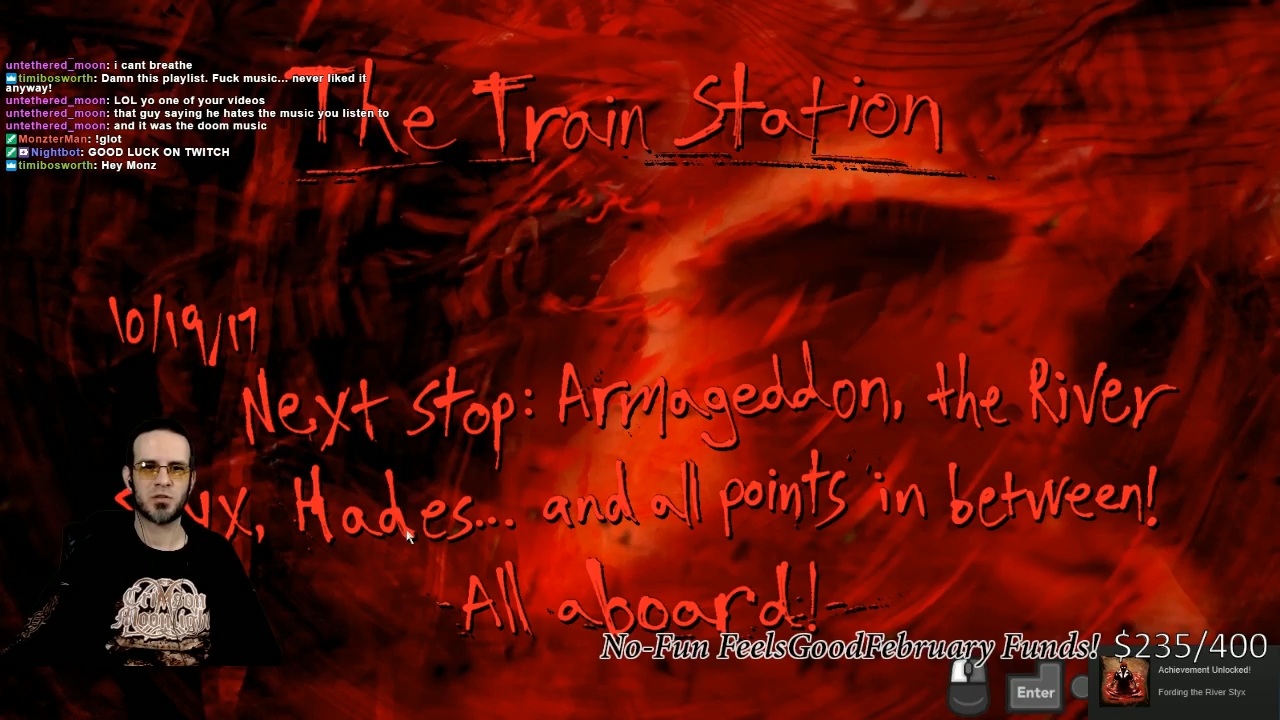 untethered_moon: i cant breathe
timibosworth: Damn this playlist. Fuck music... never liked it
anyway!
untethered_moon: LOL yo one of your videos
untethered_moon: that guy saying he hates the music you listen to
untethered_moon: and it was the doom music
MonzterMan: !glot
Nightbot: GOOD LUCK ON TWITCH
timibosworth: Hey Monz
The Train Station
10/19/17
Next stop: Armageddon, the River
Hades... and all points in between!
-All aboard!-
Crimson
Moonlight
No-Fun FeelsGoodFebruary Funds! $235/400
Enter
Achievement Unlocked!
Fording the River Styx